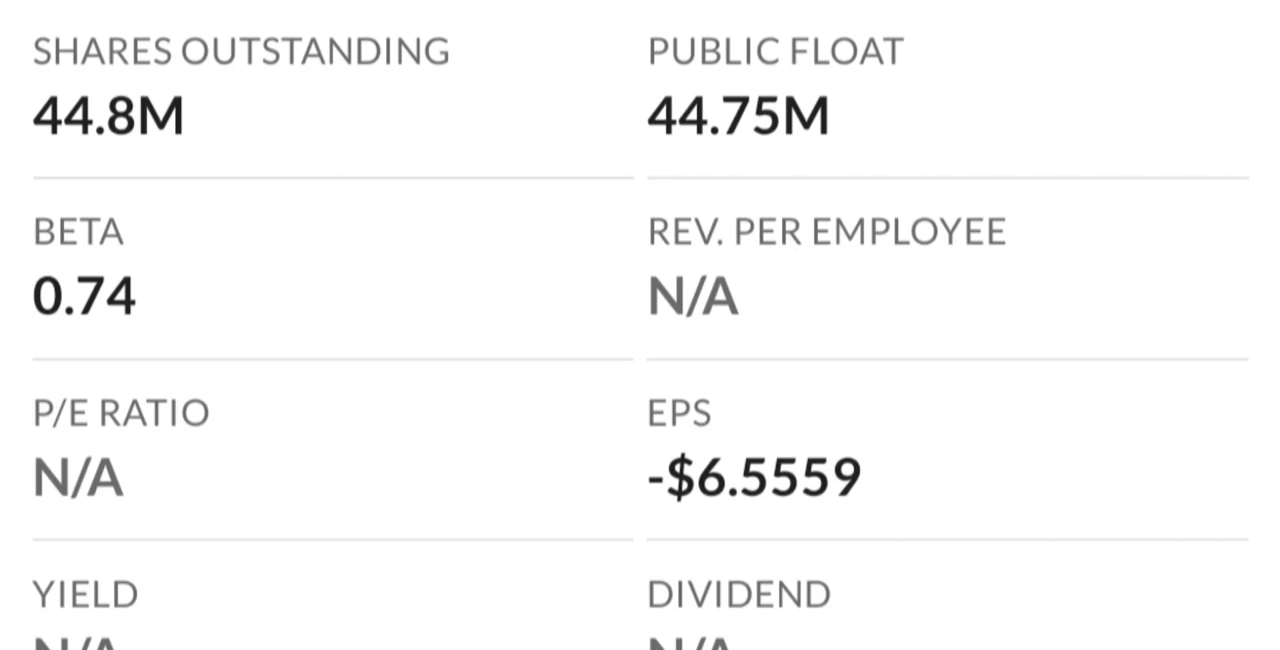 SHARES OUTSTANDING
44.8M
PUBLIC FLOAT
44.75M
BETA
0.74
REV. PER EMPLOYEE
N/A
P/E RATIO
N/A
EPS
-$6.5559
YIELD
N/A
DIVIDEND
N/A